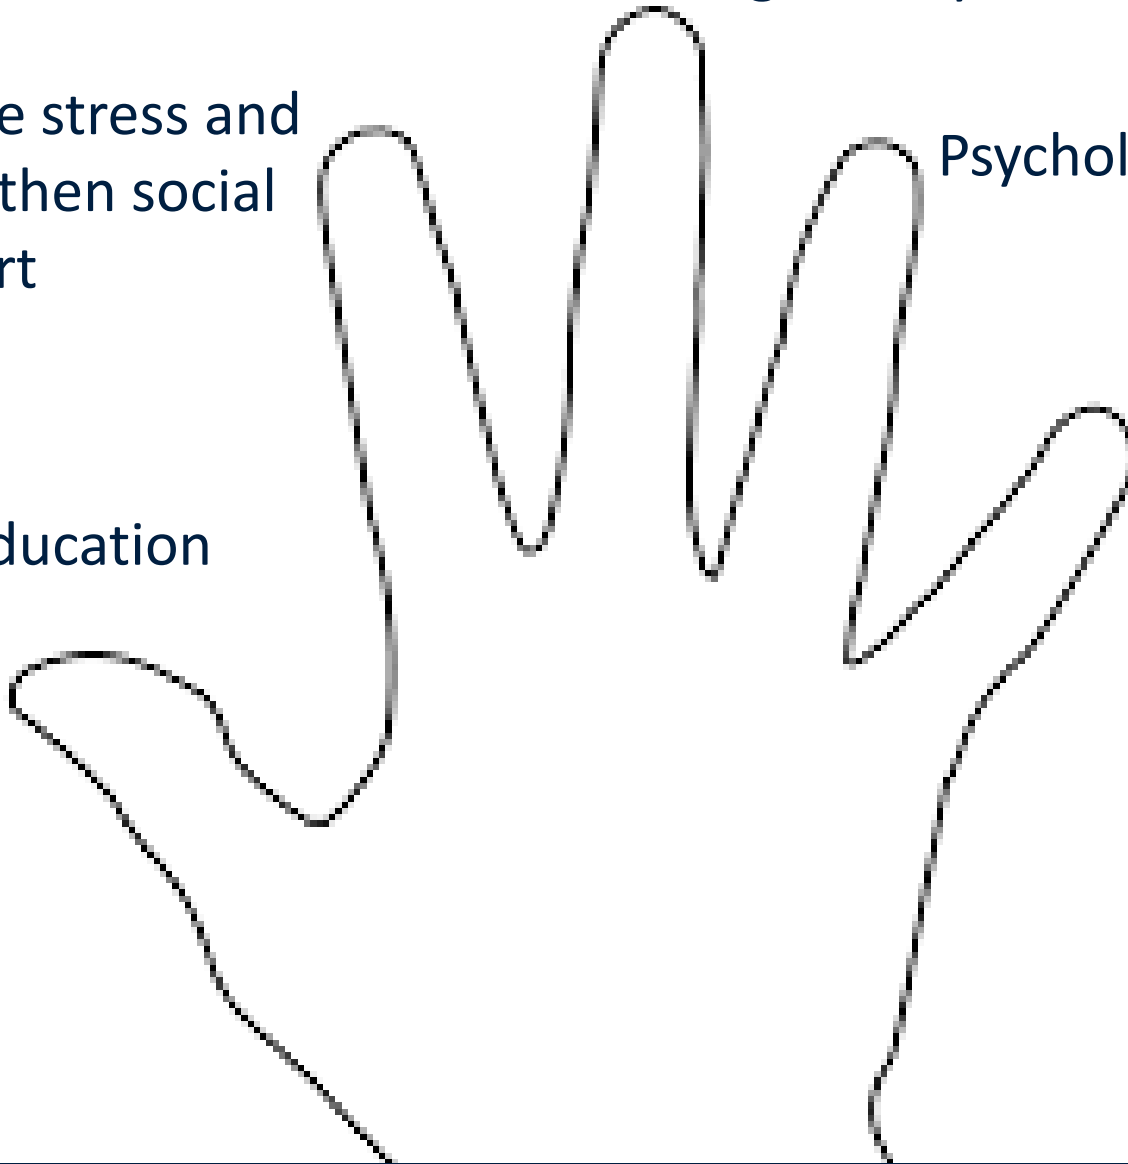 e stress and
then social
rt
Psychol
ducation